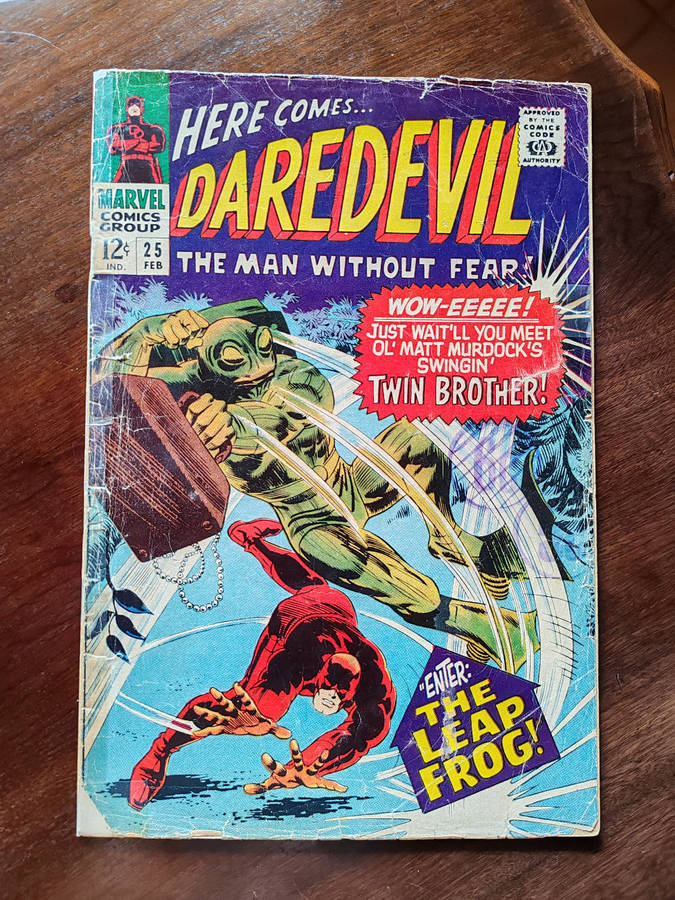 HERE COMES...
DAREDEVIL
THE MAN WITHOUT FEAR!
APPROVED
BY THE
COMICS
CODE
CA
AUTHORITY
MARVEL
COMICS
GROUP
12¢
IND.
25
FEB
WOW-EEEEE!
JUST WAIT'LL YOU MEET
OL' MATT MURDOCK'S
SWINGIN'
TWIN BROTHER!
"ENTER:
THE
LEAP
FROG!